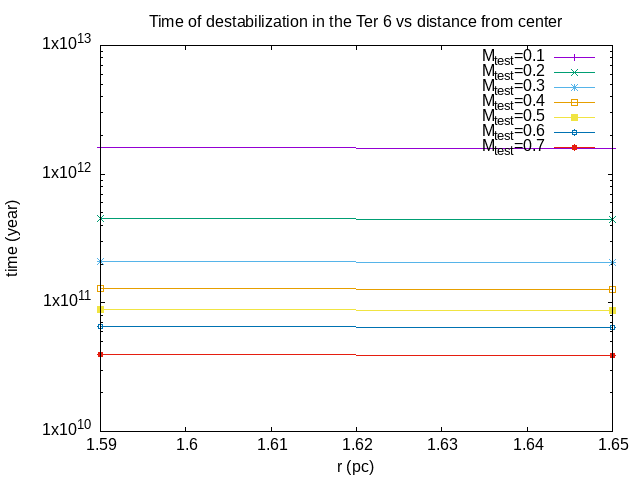 Time of destabilization in the Ter 6 vs distance from center
1x10^13
1x10^12
1x10^11
1x10^10
time (year)
M_test=0.1
M_test=0.2
M_test=0.3
M_test=0.4
M_test=0.5
M_test=0.6
M_test=0.7
1.59 1.6 1.61 1.62 1.63 1.64 1.65
r (pc)